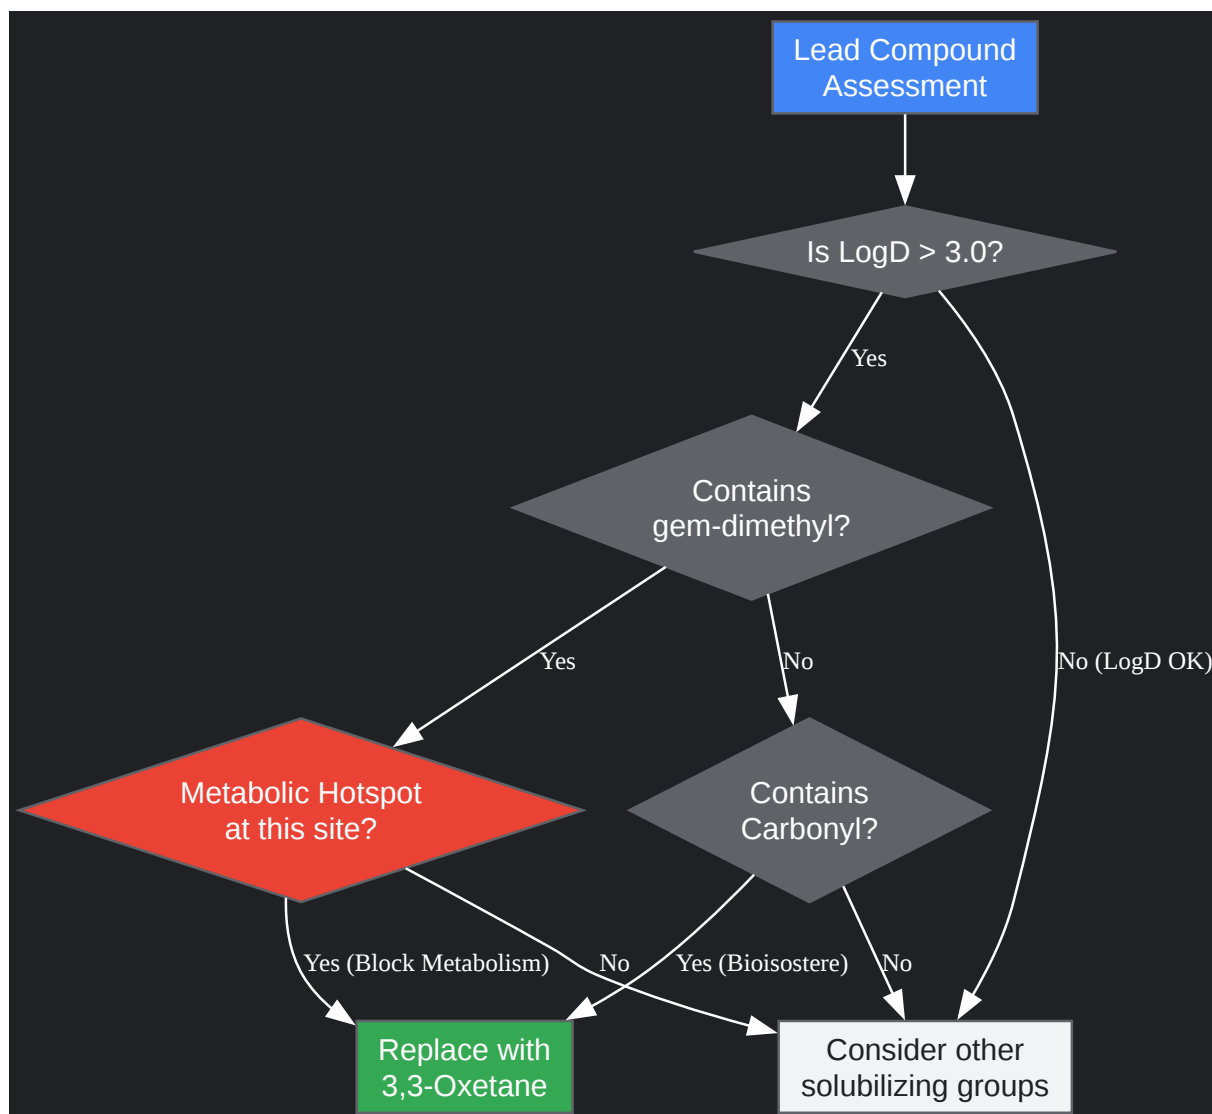 Lead Compound
Assessment
Is LogD > 3.0?
Yes
Contains
gem-dimethyl?
Yes
No
No (LogD OK)
Metabolic Hotspot
at this site?
Contains
Carbonyl?
Yes (Block Metabolism)
No
Yes (Bioisostere)
No
Replace with
3,3-Oxetane
Consider other
solubilizing groups